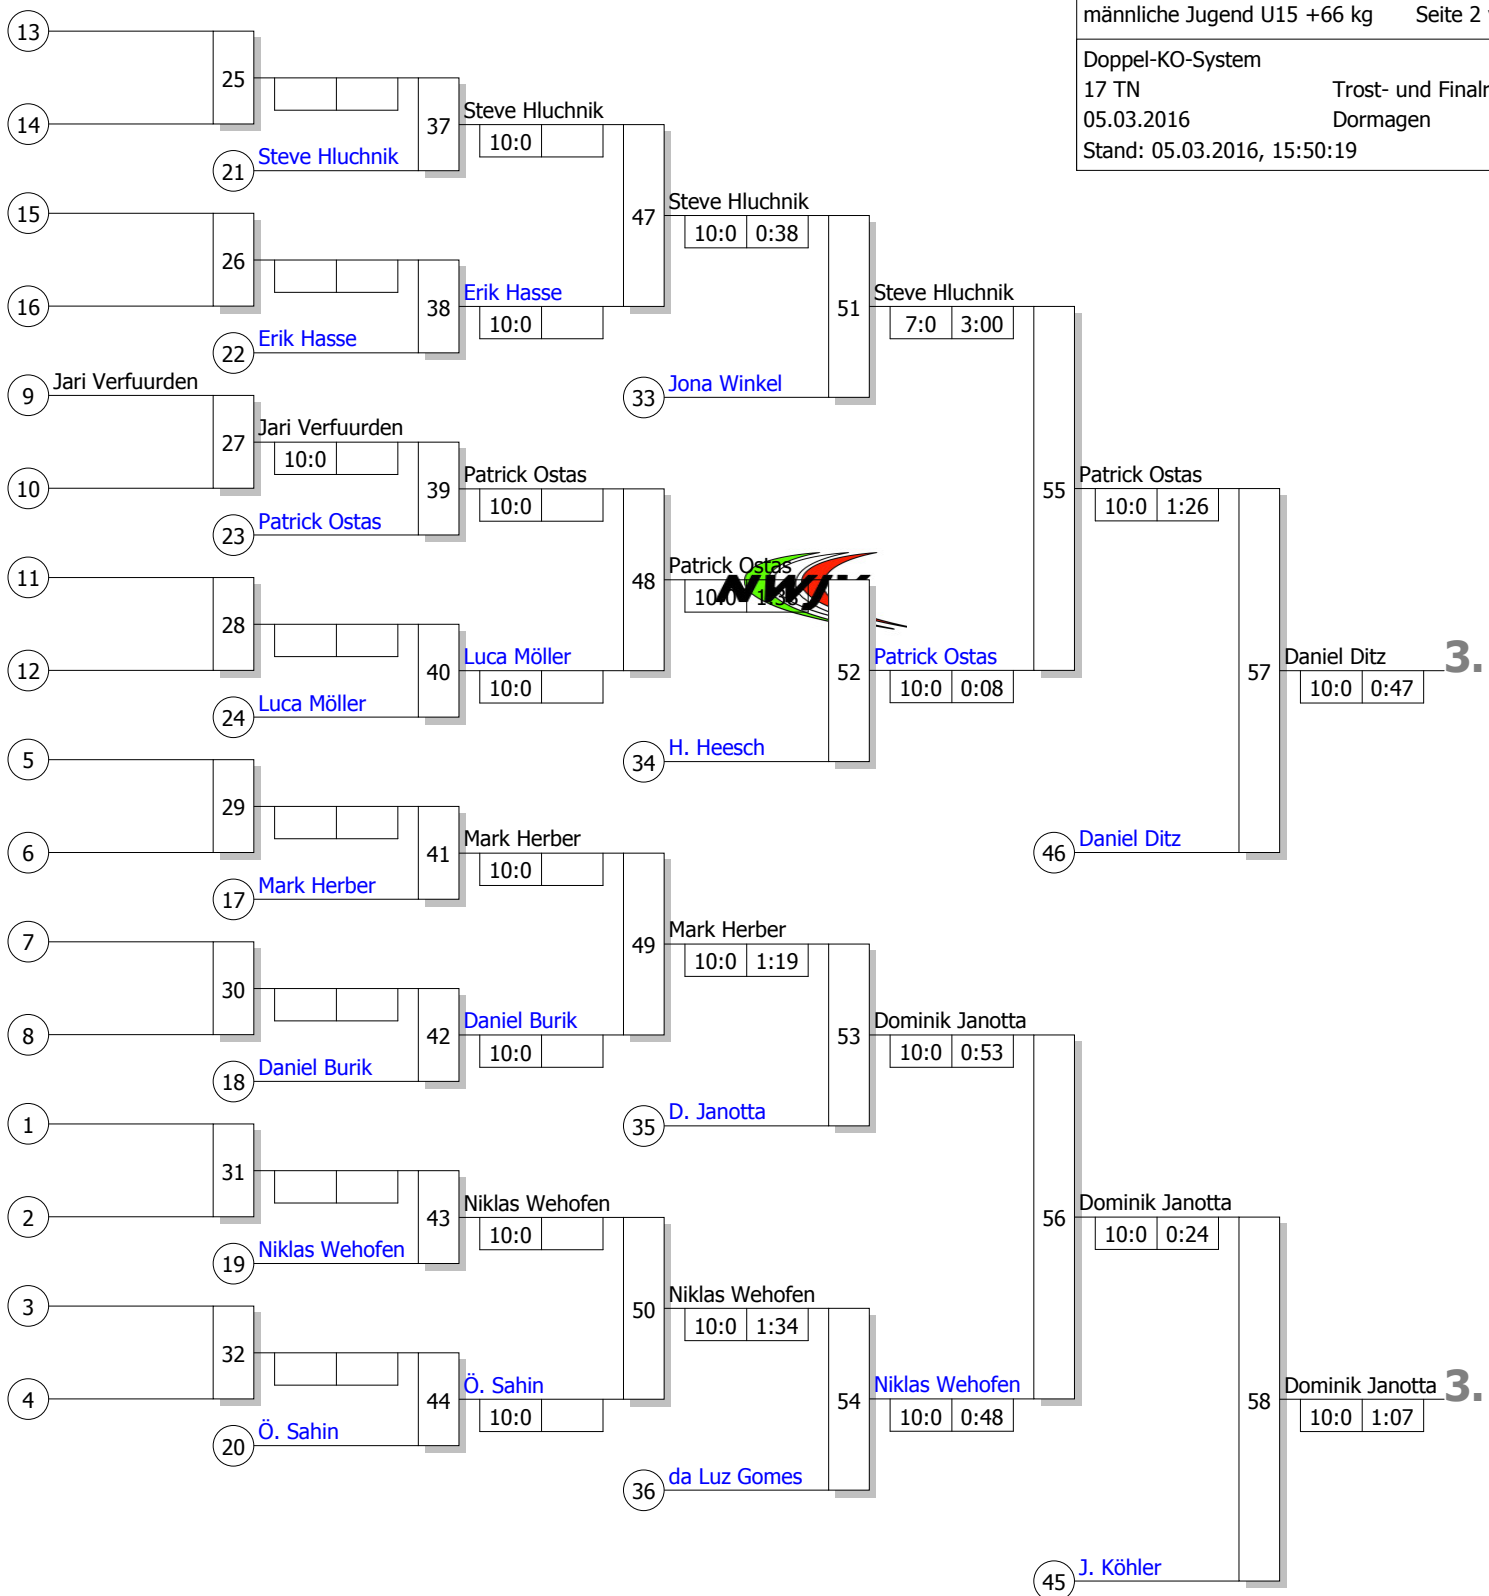 männliche Jugend U15 +66 kg Seite 2
Doppel-KO-System
17 TN Trost- und Finalr
05.03.2016 Dormagen
Stand: 05.03.2016, 15:50:19
13
25
14
37
Steve Hluchnik
10:0
21
Steve Hluchnik
15
47
Steve Hluchnik
10:0 0:38
26
16
38
Erik Hasse
10:0
22
Erik Hasse
51
Steve Hluchnik
7:0 3:00
33
Jona Winkel
9
Jari Verfuurden
27
Jari Verfuurden
10:0
10
39
Patrick Ostas
10:0
23
Patrick Ostas
55
Patrick Ostas
10:0 1:26
11
48
Patrick Ostas
10:0 1:38
NWJV
28
12
40
Luca Möller
10:0
24
Luca Möller
52
Patrick Ostas
10:0 0:08
34
H. Heesch
57
Daniel Ditz
3.
10:0 0:47
5
29
6
41
Mark Herber
10:0
17
Mark Herber
46
Daniel Ditz
7
49
Mark Herber
10:0 1:19
30
8
42
Daniel Burik
10:0
18
Daniel Burik
53
Dominik Janotta
10:0 0:53
35
D. Janotta
1
31
2
43
Niklas Wehofen
10:0
19
Niklas Wehofen
56
Dominik Janotta
10:0 0:24
3
50
Niklas Wehofen
10:0 1:34
32
4
44
Ö. Sahin
10:0
20
Ö. Sahin
54
Niklas Wehofen
10:0 0:48
36
da Luz Gomes
58
Dominik Janotta
3.
10:0 1:07
45
J. Köhler